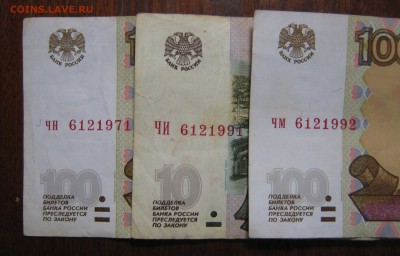 COINS.LAVE.RU
БАНК РОССИИ
ЧН 6121971
100
ПОДДЕЛКА
БИЛЕТОВ
БАНКА РОССИИ
ПРЕСЛЕДУЕТСЯ
ПО ЗАКОНУ
БАНК РОССИИ
ЧИ 6121991
10
ПОДДЕЛКА
БИЛЕТОВ
БАНКА РОССИИ
ПРЕСЛЕДУЕТСЯ
ПО ЗАКОНУ
БАНК РОССИИ
100
ЧМ 6121992
100
ПОДДЕЛКА
БИЛЕТОВ
БАНКА РОССИИ
ПРЕСЛЕДУЕТСЯ
ПО ЗАКОНУ